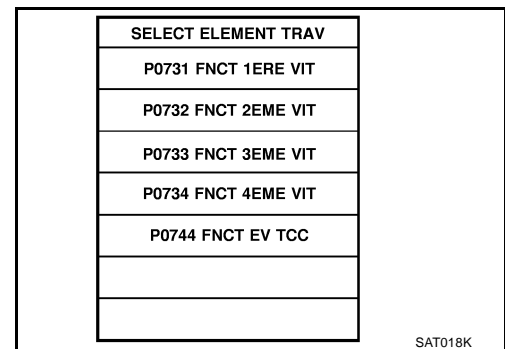 SELECT ELEMENT TRAV
P0731 FNCT 1ERE VIT
P0732 FNCT 2EME VIT
P0733 FNCT 3EME VIT
P0734 FNCT 4EME VIT
P0744 FNCT EV TCC
SAT018K